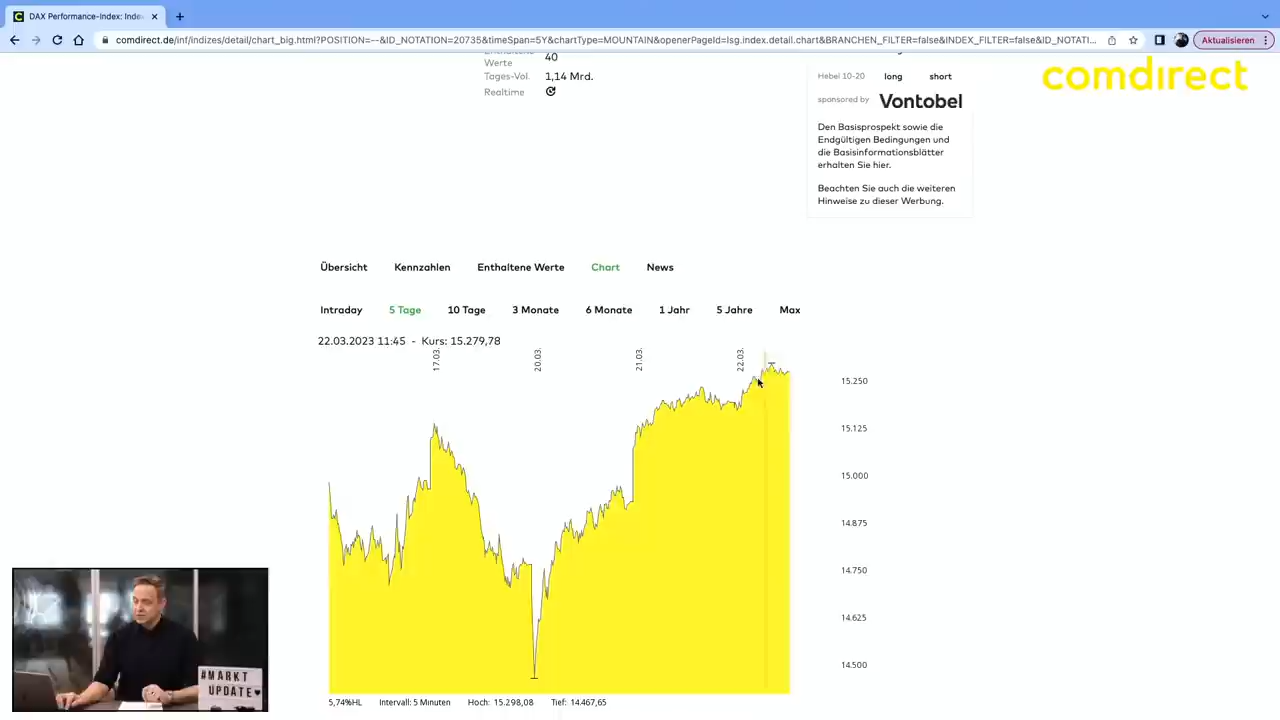 DAX Performance-Index: Inde
comdirect.de/inf/indizes/detail/chart_big.html?POSITION=--&ID_NOTATION=20735&timeSpan=5Y&chartType=MOUNTAIN&openerPageId=lsg.index.detail.chart&BRANCHEN_FILTER=false&INDEX_FILTER=false&ID_NOTATI...
Aktualisieren
comdirect
Werte 40
Tages-Vol. 1,14 Mrd.
Realtime
Hebel 10-20 long short
sponsored by Vontobel
Den Basisprospekt sowie die
Endgültigen Bedingungen und
die Basisinformationsblätter
erhalten Sie hier.
Beachten Sie auch die weiteren
Hinweise zu dieser Werbung.
Übersicht Kennzahlen Enthaltene Werte Chart News
Intraday 5 Tage 10 Tage 3 Monate 6 Monate 1 Jahr 5 Jahre Max
22.03.2023 11:45 - Kurs: 15.279,78
17.03. 20.03. 21.03. 22.03.
15.250
15.125
15.000
14.875
14.750
14.625
14.500
5,74%HL Intervall: 5 Minuten Hoch: 15.298,08 Tief: 14.467,65
#MARKT
UPDATE♥